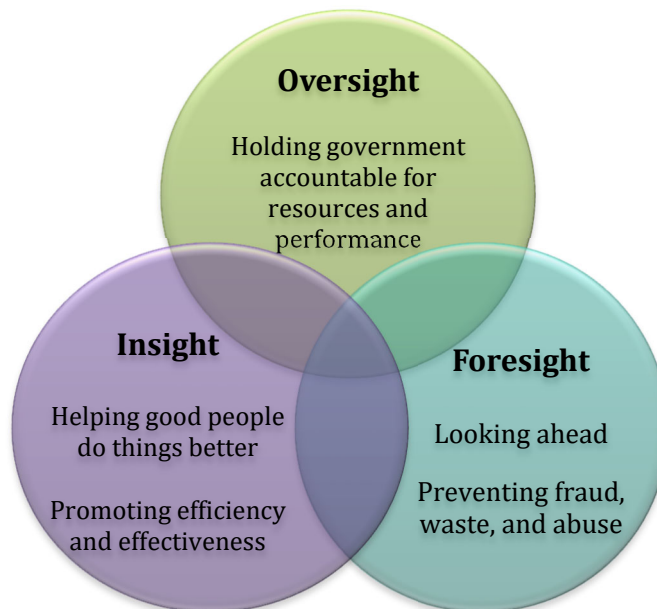 Oversight
Holding government
accountable for
resources and
performance
Insight
Helping good people
do things better
Promoting efficiency
and effectiveness
Foresight
Looking ahead
Preventing fraud,
waste, and abuse